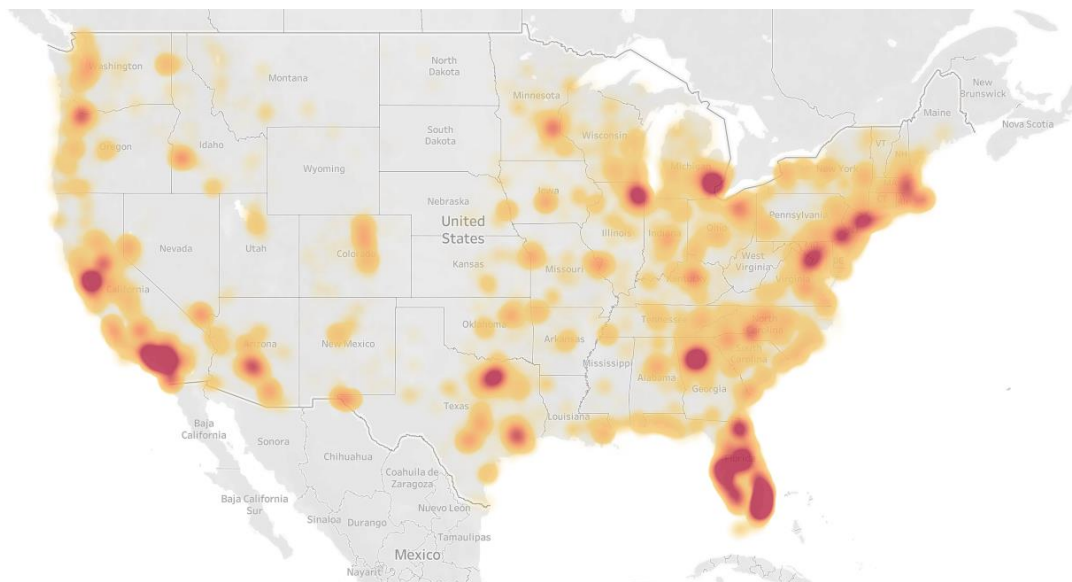 Washington
Montana
North
Dakota
Minnesota
New
Brunswick
Maine
Nova Scotia
Oregon
Idaho
South
Dakota
Wisconsin
Michigan
VT
NH
New York
Wyoming
Nebraska
Iowa
Pennsylvania
United
States
Nevada
Utah
Colorado
Kansas
Missouri
Illinois
Indiana
Ohio
West
Virginia
California
Arizona
New Mexico
Oklahoma
Arkansas
Tennessee
Mississippi
Alabama
Georgia
Texas
Louisiana
Baja
California
Sonora
Chihuahua
Coahuila de
Zaragoza
Baja California
Sur
Sinaloa
Durango
Nuevo León
Tamaulipas
Mexico
Nayarit